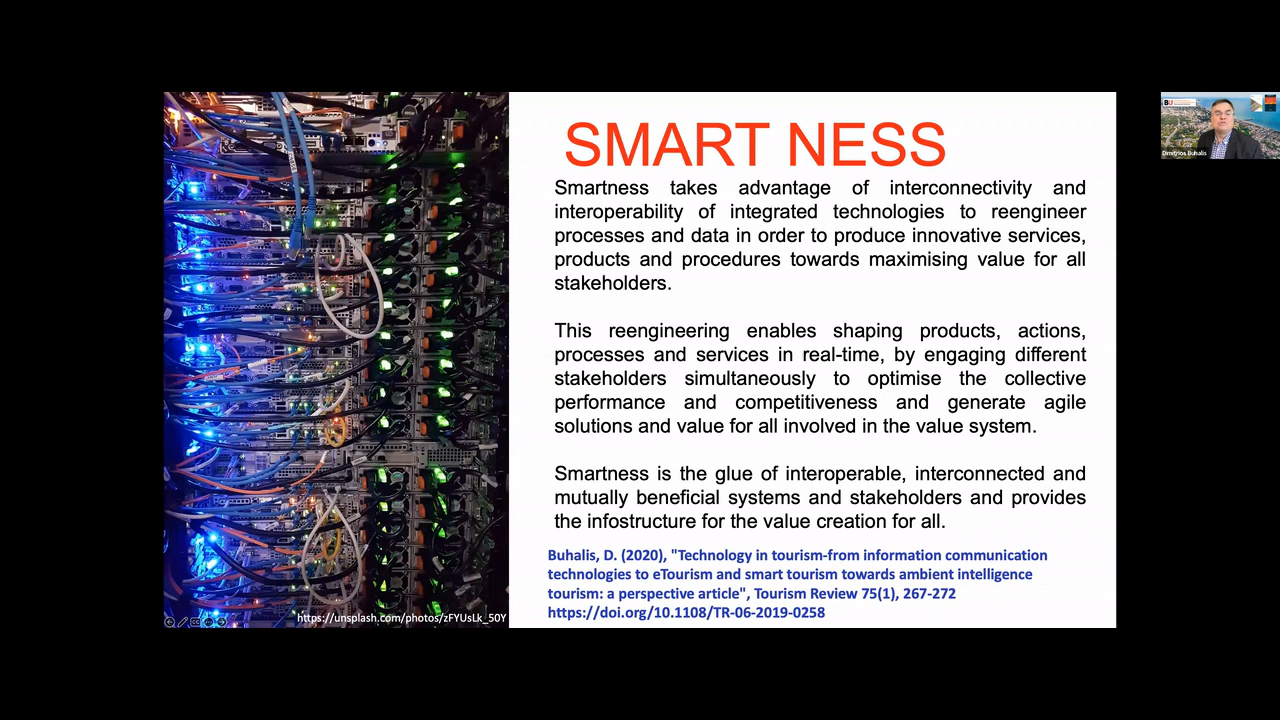 SMART NESS
Smartness takes advantage of interconnectivity and
interoperability of integrated technologies to reengineer
processes and data in order to produce innovative services,
products and procedures towards maximising value for all
stakeholders.
This reengineering enables shaping products, actions,
processes and services in real-time, by engaging different
stakeholders simultaneously to optimise the collective
performance and competitiveness and generate agile
solutions and value for all involved in the value system.
Smartness is the glue of interoperable, interconnected and
mutually beneficial systems and stakeholders and provides
the infostructure for the value creation for all.
Buhalis, D. (2020), "Technology in tourism-from information communication
technologies to eTourism and smart tourism towards ambient intelligence
tourism: a perspective article", Tourism Review 75(1), 267-272
https://doi.org/10.1108/TR-06-2019-0258
https://unsplash.com/photos/zFYUsLk_50Y
BU
Dimitrios Buhalis